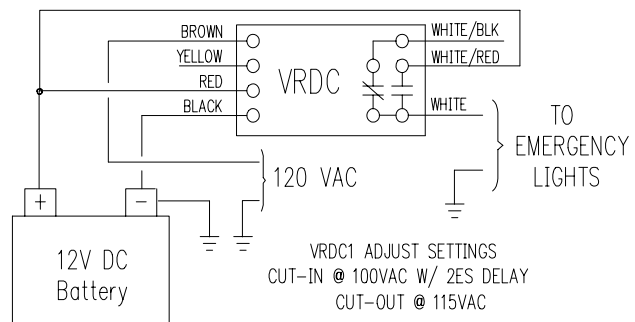 BROWN
YELLOW
RED
BLACK
VRDC
WHITE/BLK
WHITE/RED
WHITE
TO
EMERGENCY
LIGHTS
120 VAC
+
−
12V DC
Battery
VRDC1 ADJUST SETTINGS
CUT-IN @ 100VAC W/ 2ES DELAY
CUT-OUT @ 115VAC